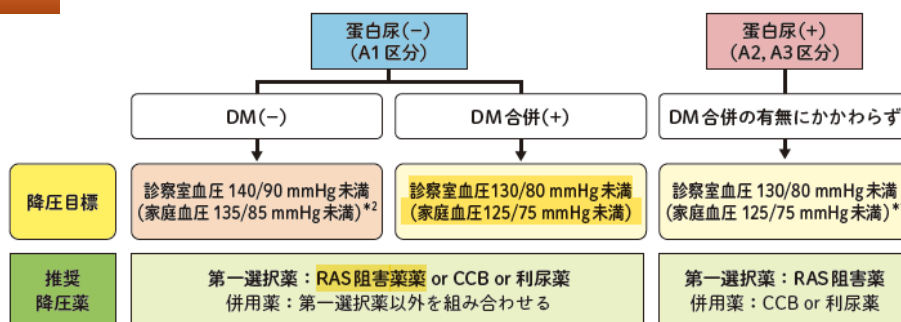 蛋白尿(−)
(A1区分)
蛋白尿(+)
(A2, A3区分)
DM(−)
DM合併(+)
DM合併の有無にかかわらず
降圧目標
診察室血圧 140/90 mmHg未満
(家庭血圧 135/85 mmHg未満)*2
診察室血圧130/80 mmHg未満
(家庭血圧125/75 mmHg未満)
診察室血圧 130/80 mmHg未満
(家庭血圧 125/75 mmHg未満)*
推奨
降圧薬
第一選択薬：RAS阻害薬薬 or CCB or 利尿薬
併用薬：第一選択薬以外を組み合わせる
第一選択薬：RAS阻害薬
併用薬：CCB or 利尿薬